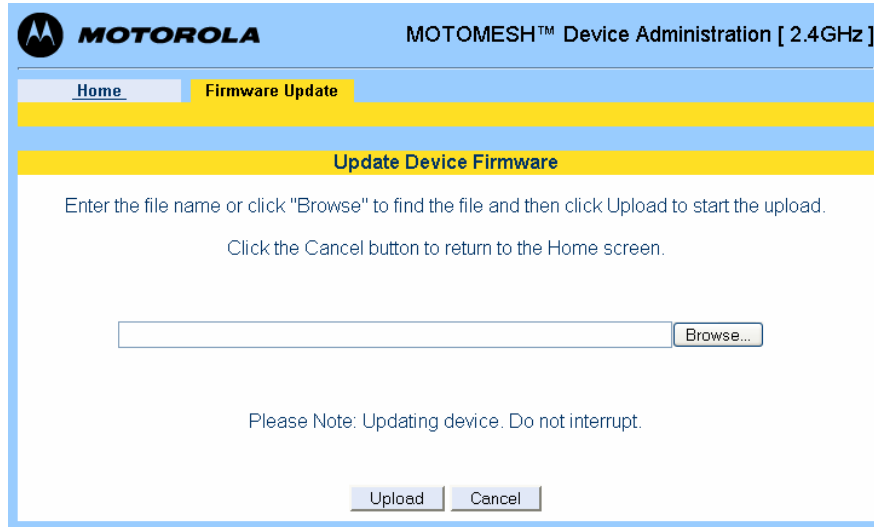 MOTOROLA
MOTOMESH™ Device Administration [ 2.4GHz ]
Home
Firmware Update
Update Device Firmware
Enter the file name or click "Browse" to find the file and then click Upload to start the upload.
Click the Cancel button to return to the Home screen.
Browse...
Please Note: Updating device. Do not interrupt.
Upload
Cancel